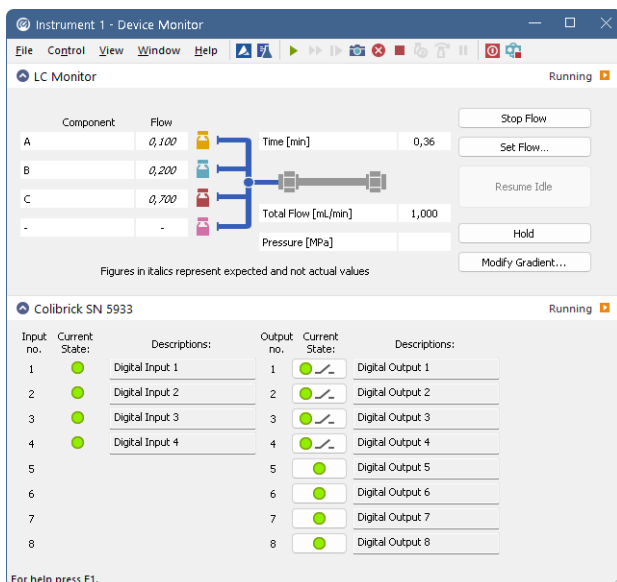 Instrument 1 - Device Monitor
File Control View Window Help
LC Monitor Running
Component Flow
A 0,100 Time [min] 0,36
B 0,200
C 0,700
- - Total Flow [mL/min] 1,000
Pressure [MPa]
Figures in italics represent expected and not actual values
Stop Flow
Set Flow...
Resume Idle
Hold
Modify Gradient...
Colibrick SN 5933 Running
Input no. Current State: Descriptions: Output no. Current State: Descriptions:
1 Digital Input 1 1 Digital Output 1
2 Digital Input 2 2 Digital Output 2
3 Digital Input 3 3 Digital Output 3
4 Digital Input 4 4 Digital Output 4
5 5 Digital Output 5
6 6 Digital Output 6
7 7 Digital Output 7
8 8 Digital Output 8
For help press F1.